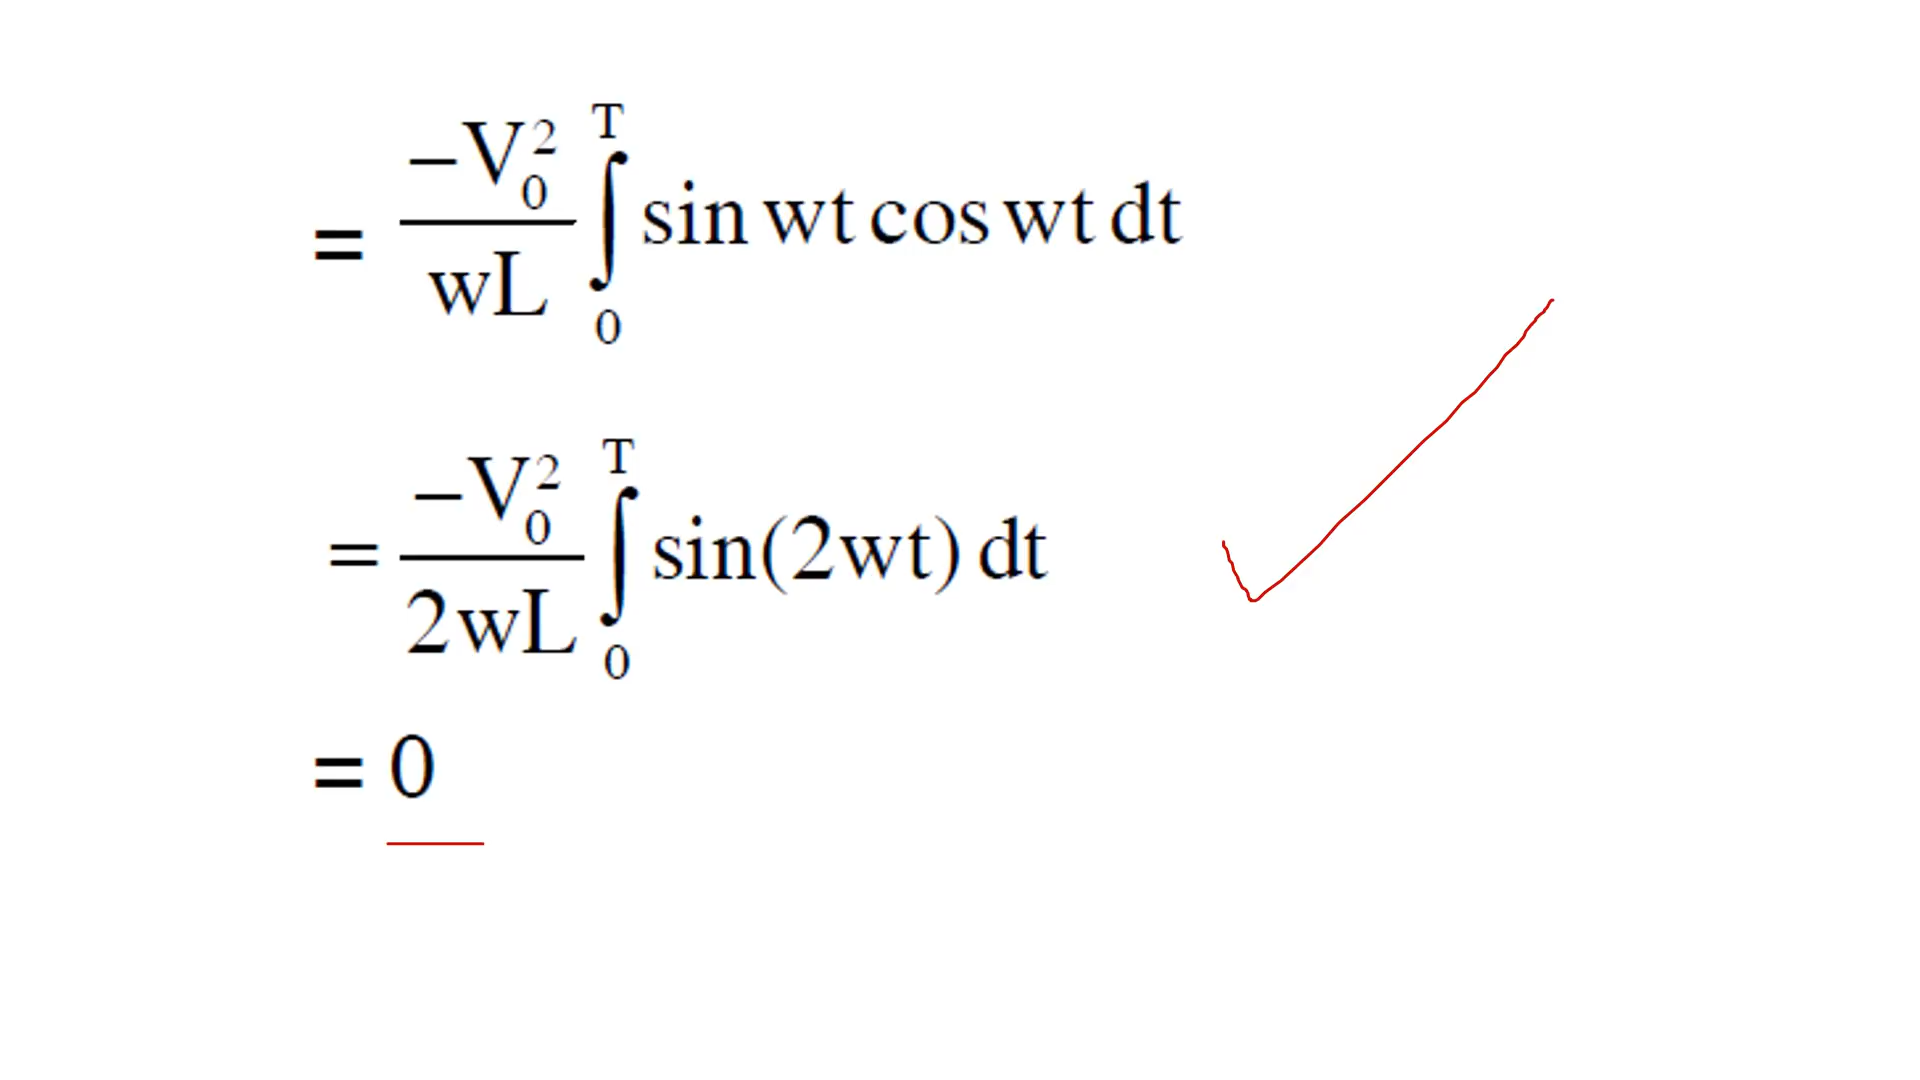 = −V₀²/wL ∫₀ᵀ sin wt cos wt dt
= −V₀²/2wL ∫₀ᵀ sin(2wt) dt
= 0